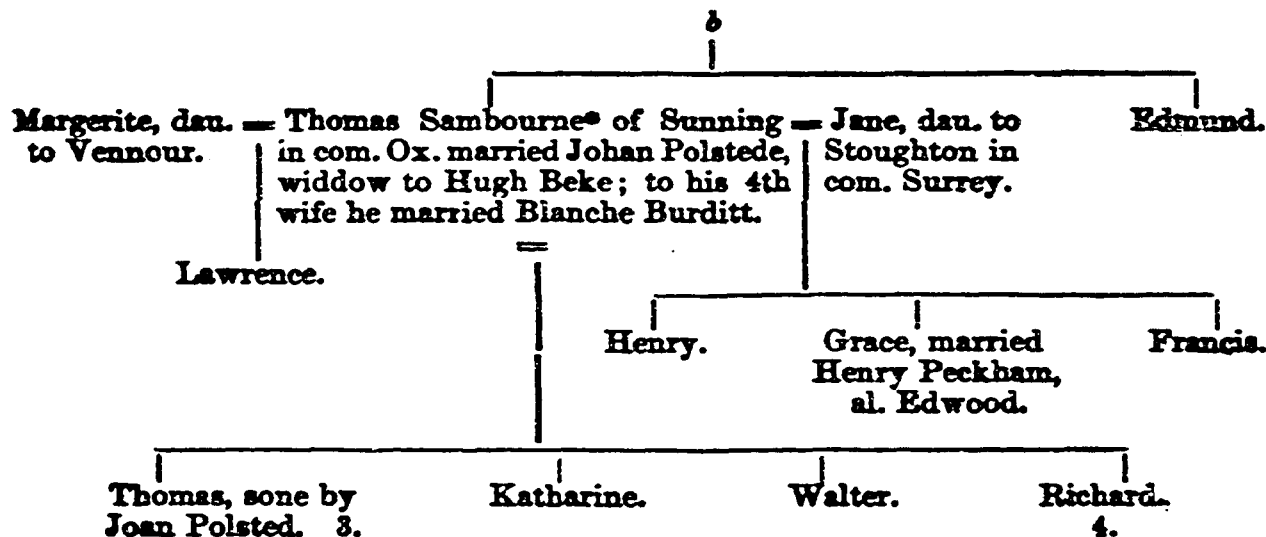 b
Margerite, dau. = Thomas Sambourne* of Sunning = Jane, dau. to Edmund.
to Vennour. in com. Ox. married Johan Polstede, Stoughton in
widdow to Hugh Beke; to his 4th com. Surrey.
wife he married Blanche Burditt.
=
Lawrence.
Henry. Grace, married Francis.
Henry Peckham,
al. Edwood.
Thomas, sone by Katharine. Walter. Richard.
Joan Polsted. 3. 4.